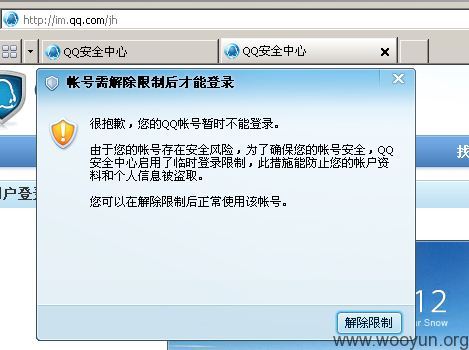 http://im.qq.com/jh
QQ安全中心
QQ安全中心
帐号需解除限制后才能登录
很抱歉，您的QQ帐号暂时不能登录。
由于您的帐号存在安全风险，为了确保您的帐号安全，QQ
安全中心启用了临时登录限制，此措施能防止您的帐户资
料和个人信息被盗取。
您可以在解除限制后正常使用该帐号。
找
户登录
12
ur Snow
解除限制
www.wooyun.org